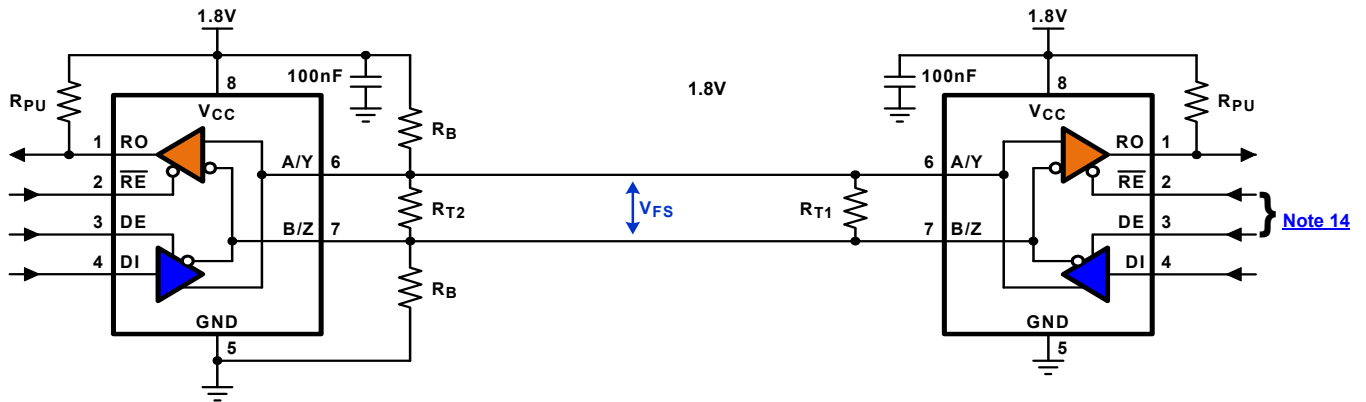 1.8V
1.8V
100nF
8
100nF
8
1.8V
RPU
VCC
RB
VCC
RPU
1 RO
A/Y 6
6 A/Y
RO 1
2 RE
RT2
VFS
RT1
RE 2
3 DE
B/Z 7
7 B/Z
DE 3
} Note 14
4 DI
DI 4
RB
GND
GND
5
5